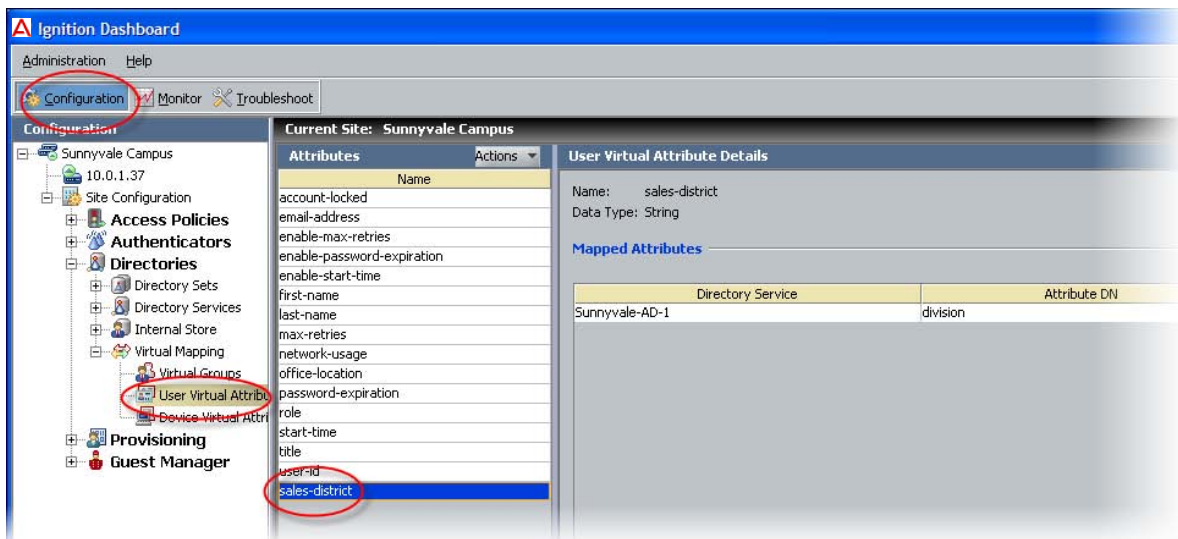 Ignition Dashboard
Administration Help
Configuration Monitor Troubleshoot
Configuration
Sunnyvale Campus
10.0.1.37
Site Configuration
Access Policies
Authenticators
Directories
Directory Sets
Directory Services
Internal Store
Virtual Mapping
Virtual Groups
User Virtual Attribu
Device Virtual Attri
Provisioning
Guest Manager
Current Site: Sunnyvale Campus
Attributes Actions
Name
account-locked
email-address
enable-max-retries
enable-password-expiration
enable-start-time
first-name
last-name
max-retries
network-usage
office-location
password-expiration
role
start-time
title
user-id
sales-district
User Virtual Attribute Details
Name: sales-district
Data Type: String
Mapped Attributes
Directory Service Attribute DN
Sunnyvale-AD-1 division